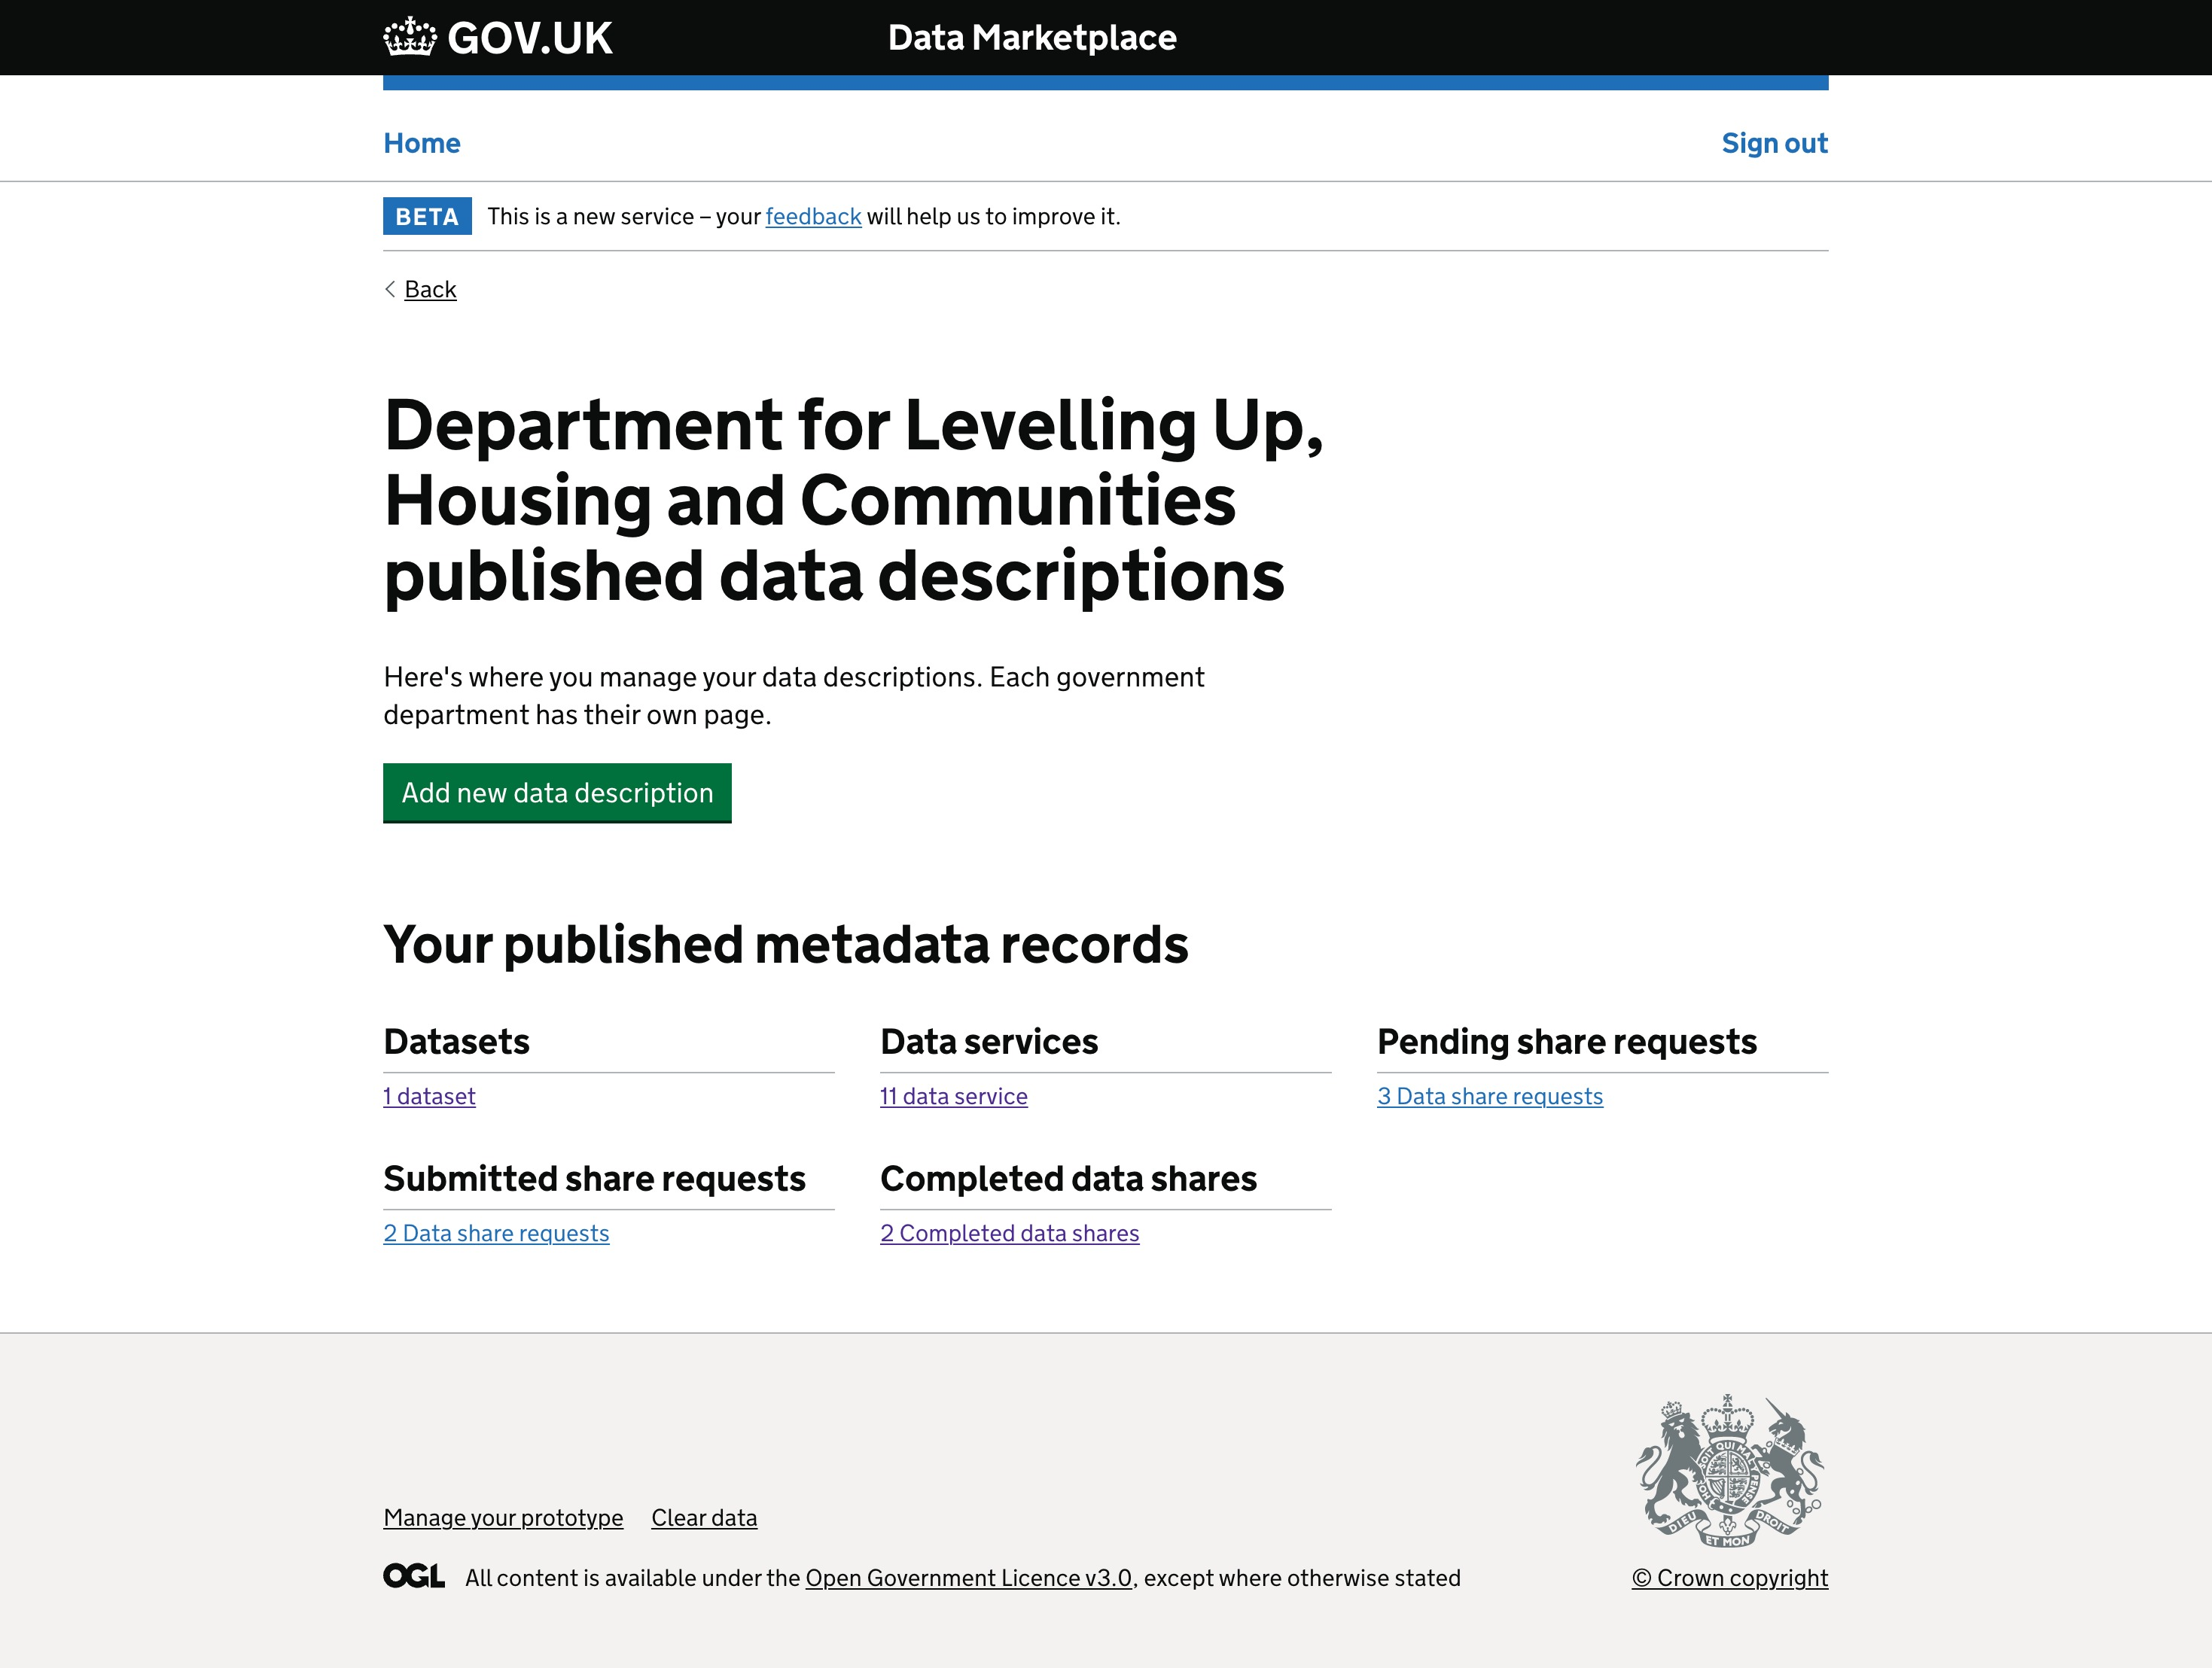 GOV.UK
Data Marketplace
Home
Sign out
BETA
This is a new service – your feedback will help us to improve it.
Back
Department for Levelling Up,
Housing and Communities
published data descriptions
Here's where you manage your data descriptions. Each government
department has their own page.
Add new data description
Your published metadata records
Datasets
Data services
Pending share requests
1 dataset
11 data service
3 Data share requests
Submitted share requests
Completed data shares
2 Data share requests
2 Completed data shares
DIEU
ET MON
DROIT
Manage your prototype
Clear data
OGL
All content is available under the Open Government Licence v3.0, except where otherwise stated
© Crown copyright